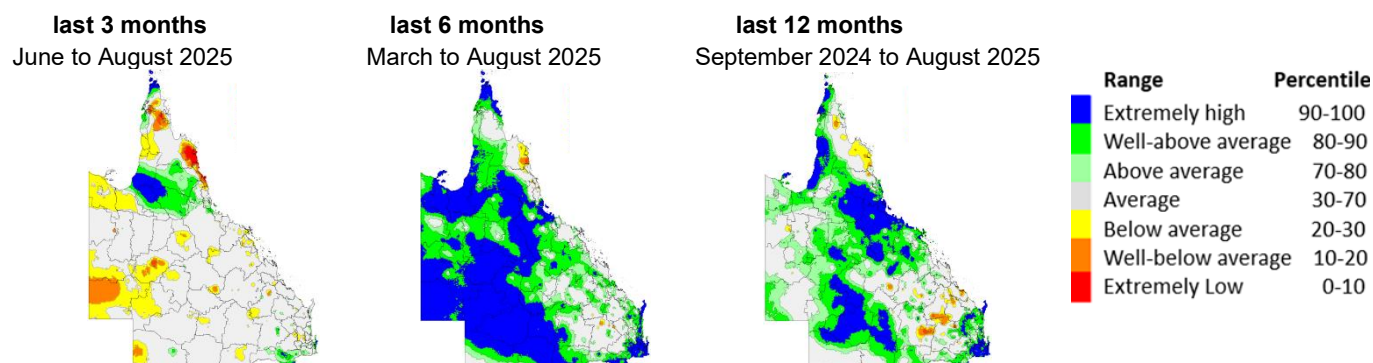 last 3 months
June to August 2025
last 6 months
March to August 2025
last 12 months
September 2024 to August 2025
Range Percentile
Extremely high 90-100
Well-above average 80-90
Above average 70-80
Average 30-70
Below average 20-30
Well-below average 10-20
Extremely Low 0-10